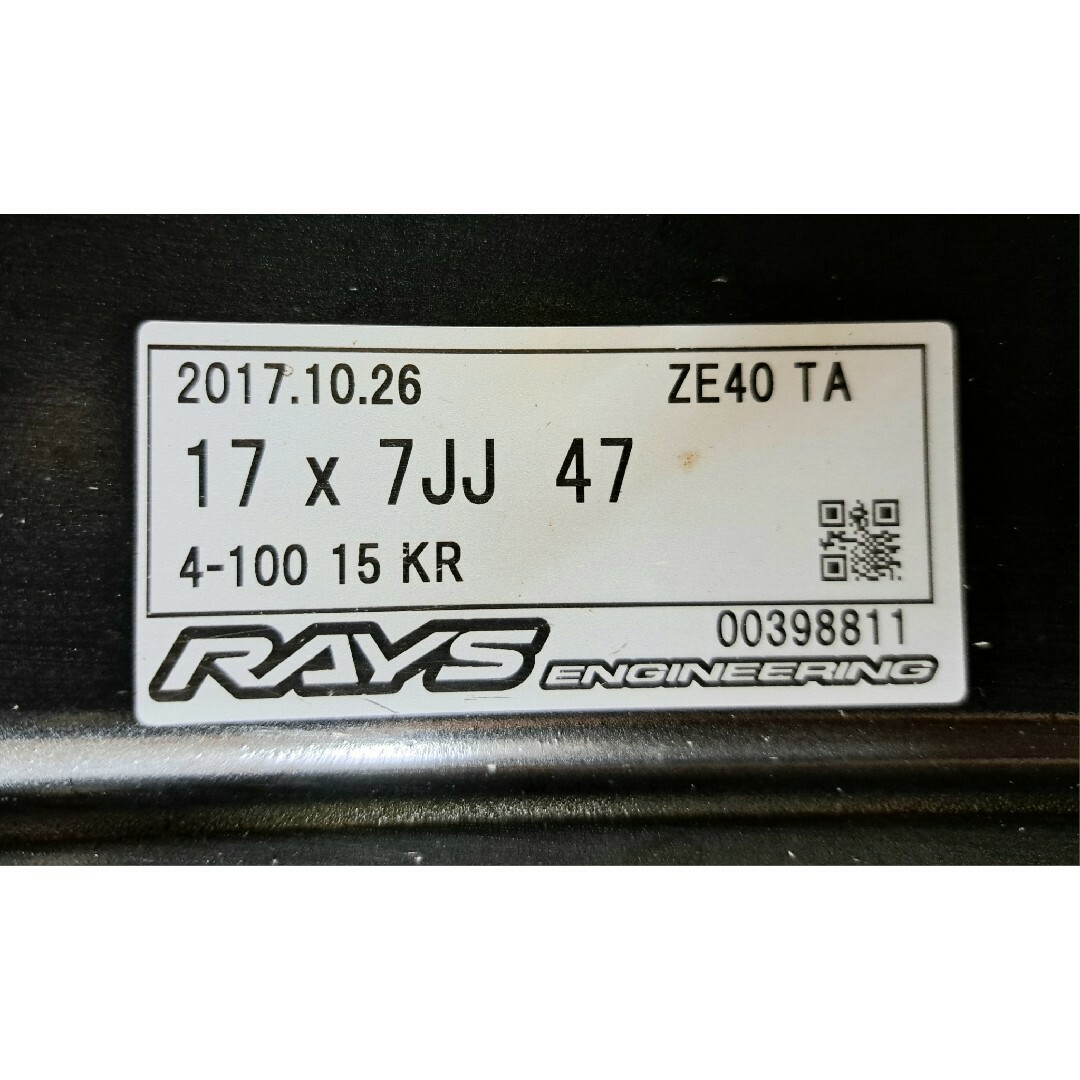 2017.10.26 ZE40 TA
17 x 7JJ 47
4-100 15 KR
00398811
RAYS ENGINEERING